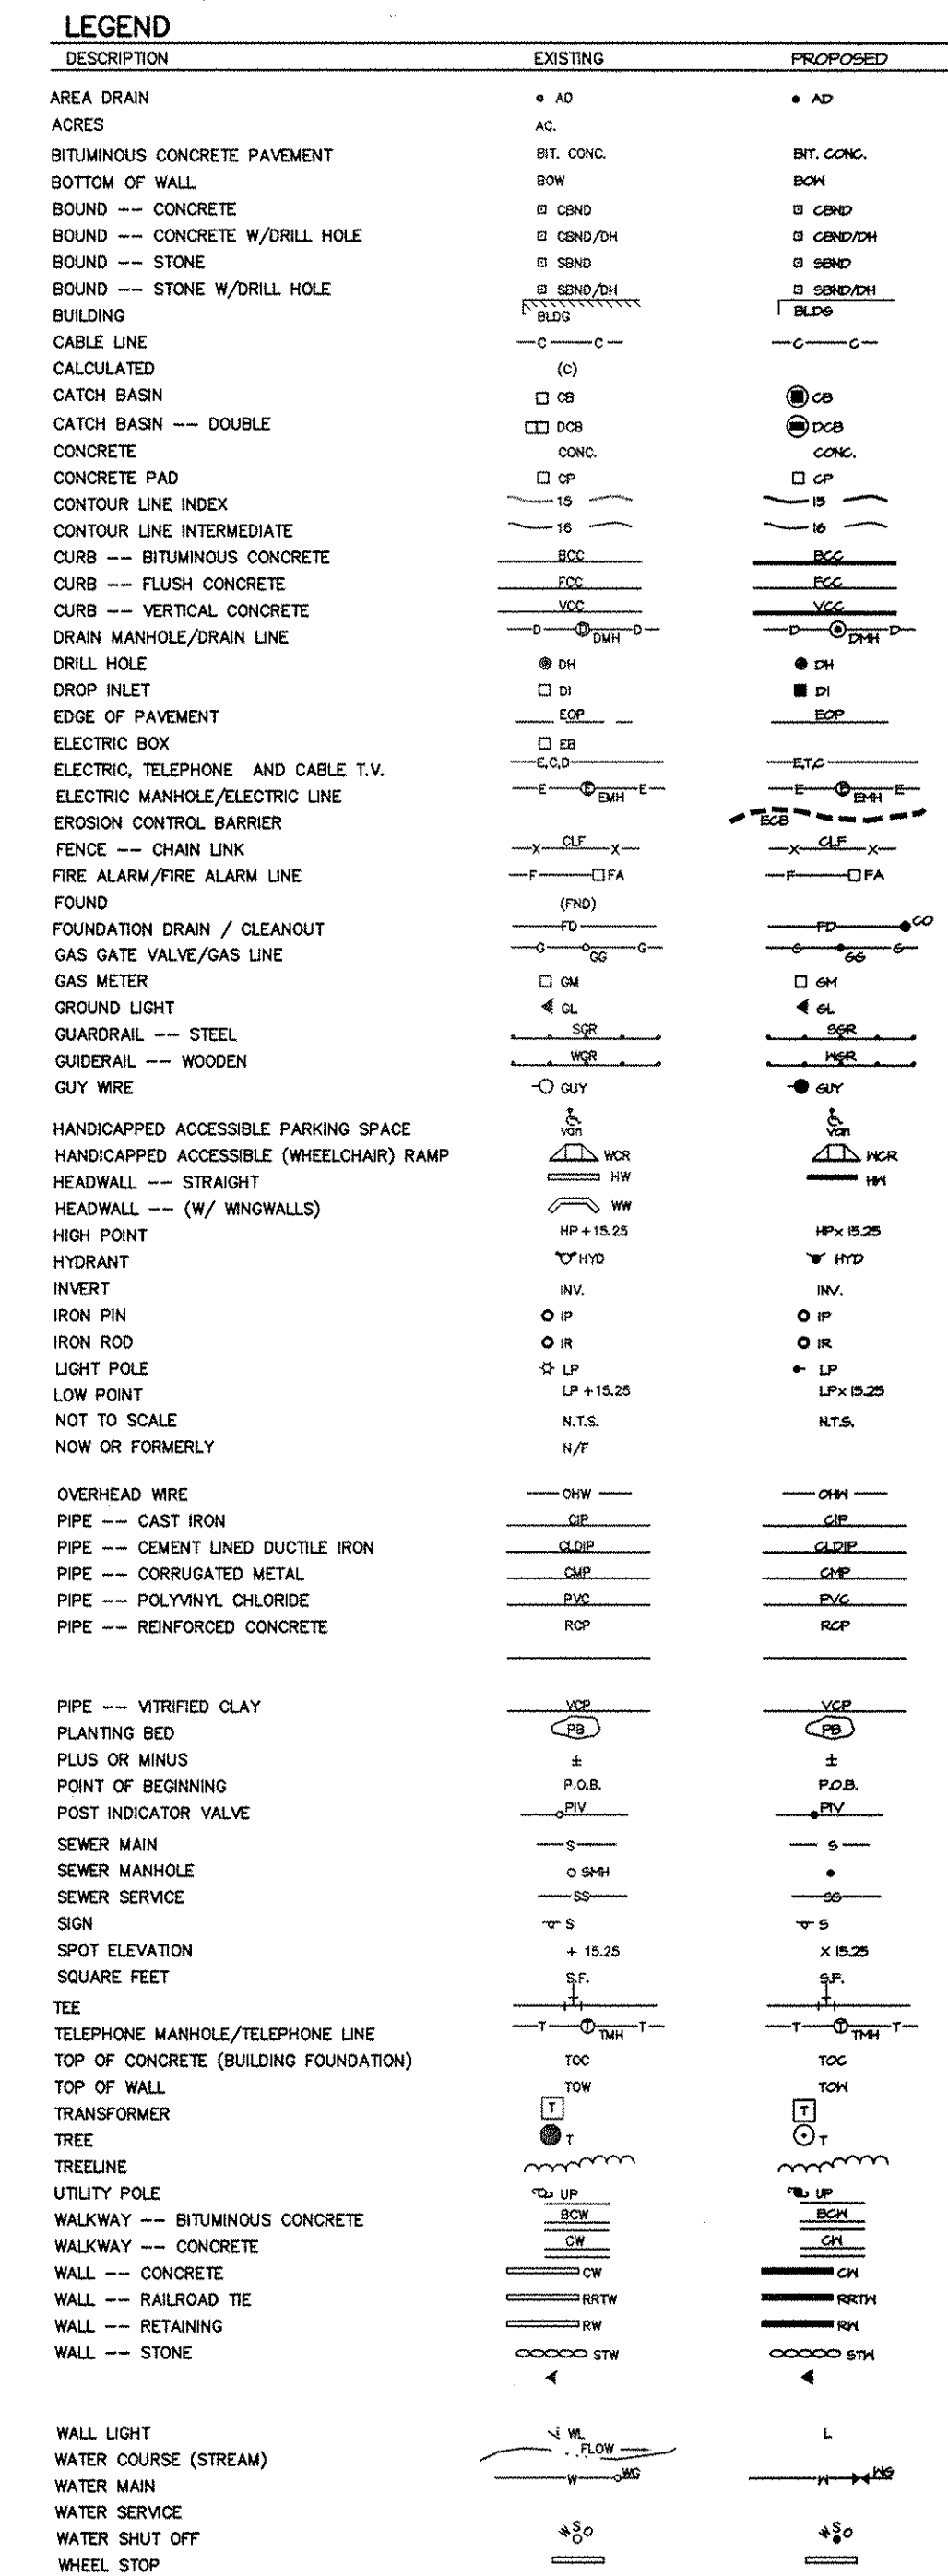 LEGEND
DESCRIPTION EXISTING PROPOSED
AREA DRAIN AD AD
ACRES AC.
BITUMINOUS CONCRETE PAVEMENT BIT. CONC. BIT. CONC.
BOTTOM OF WALL BOW BOW
BOUND -- CONCRETE CBND CBND
BOUND -- CONCRETE W/DRILL HOLE CBND/DH CBND/DH
BOUND -- STONE SBND SBND
BOUND -- STONE W/DRILL HOLE SBND/DH SBND/DH
BUILDING BLDG BLDG
CABLE LINE C C C C
CALCULATED (C)
CATCH BASIN CB CB
CATCH BASIN -- DOUBLE DCB DCB
CONCRETE CONC. CONC.
CONCRETE PAD CP CP
CONTOUR LINE INDEX 15 15
CONTOUR LINE INTERMEDIATE 16 16
CURB -- BITUMINOUS CONCRETE BCC BCC
CURB -- FLUSH CONCRETE FCC FCC
CURB -- VERTICAL CONCRETE VCC VCC
DRAIN MANHOLE/DRAIN LINE D D DMH D D DMH D
DRILL HOLE DH DH
DROP INLET DI DI
EDGE OF PAVEMENT EOP EOP
ELECTRIC BOX EB
ELECTRIC, TELEPHONE AND CABLE T.V. E,C,D E,T,C
ELECTRIC MANHOLE/ELECTRIC LINE E E EMH E E E EMH E
EROSION CONTROL BARRIER ECB
FENCE -- CHAIN LINK X CLF X X CLF X
FIRE ALARM/FIRE ALARM LINE F FA F FA
FOUND (FND)
FOUNDATION DRAIN / CLEANOUT FD FD CO
GAS GATE VALVE/GAS LINE G GG G G GG G
GAS METER GM GM
GROUND LIGHT GL GL
GUARDRAIL -- STEEL SGR SGR
GUIDERAIL -- WOODEN WGR WGR
GUY WIRE GUY GUY
HANDICAPPED ACCESSIBLE PARKING SPACE van van
HANDICAPPED ACCESSIBLE (WHEELCHAIR) RAMP WCR WCR
HEADWALL -- STRAIGHT HW HW
HEADWALL -- (W/ WINGWALLS) WW
HIGH POINT HP + 15.25 HP x 15.25
HYDRANT HYD HYD
INVERT INV. INV.
IRON PIN IP IP
IRON ROD IR IR
LIGHT POLE LP LP
LOW POINT LP + 15.25 LP x 15.25
NOT TO SCALE N.T.S. N.T.S.
NOW OR FORMERLY N/F
OVERHEAD WIRE OHW OHW
PIPE -- CAST IRON CIP CIP
PIPE -- CEMENT LINED DUCTILE IRON CLDIP CLDIP
PIPE -- CORRUGATED METAL CMP CMP
PIPE -- POLYVINYL CHLORIDE PVC PVC
PIPE -- REINFORCED CONCRETE RCP RCP
PIPE -- VITRIFIED CLAY VCP VCP
PLANTING BED PB PB
PLUS OR MINUS ± ±
POINT OF BEGINNING P.O.B. P.O.B.
POST INDICATOR VALVE PIV PIV
SEWER MAIN S S
SEWER MANHOLE SMH
SEWER SERVICE SS SS
SIGN S S
SPOT ELEVATION + 15.25 X 15.25
SQUARE FEET S.F. S.F.
TEE
TELEPHONE MANHOLE/TELEPHONE LINE T T TMH T T T TMH T
TOP OF CONCRETE (BUILDING FOUNDATION) TOC TOC
TOP OF WALL TOW TOW
TRANSFORMER T T
TREE T T
TREELINE
UTILITY POLE UP UP
WALKWAY -- BITUMINOUS CONCRETE BCW BCW
WALKWAY -- CONCRETE CW CW
WALL -- CONCRETE CW CW
WALL -- RAILROAD TIE RRTW RRTW
WALL -- RETAINING RW RW
WALL -- STONE STW STW
WALL LIGHT WL L
WATER COURSE (STREAM) FLOW
WATER MAIN W WG W WG
WATER SERVICE
WATER SHUT OFF WSO WSO
WHEEL STOP